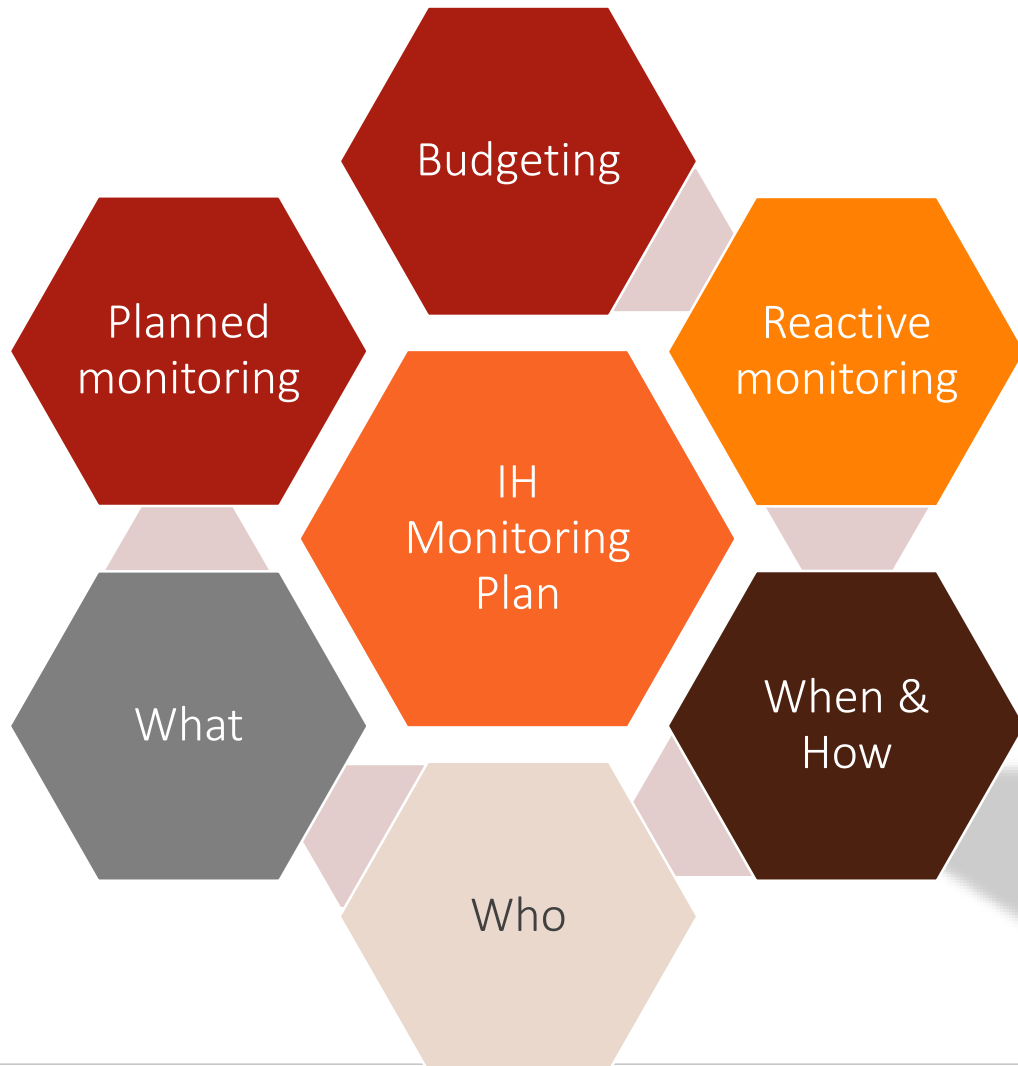 Budgeting
Planned
monitoring
Reactive
monitoring
IH
Monitoring
Plan
What
When &
How
Who